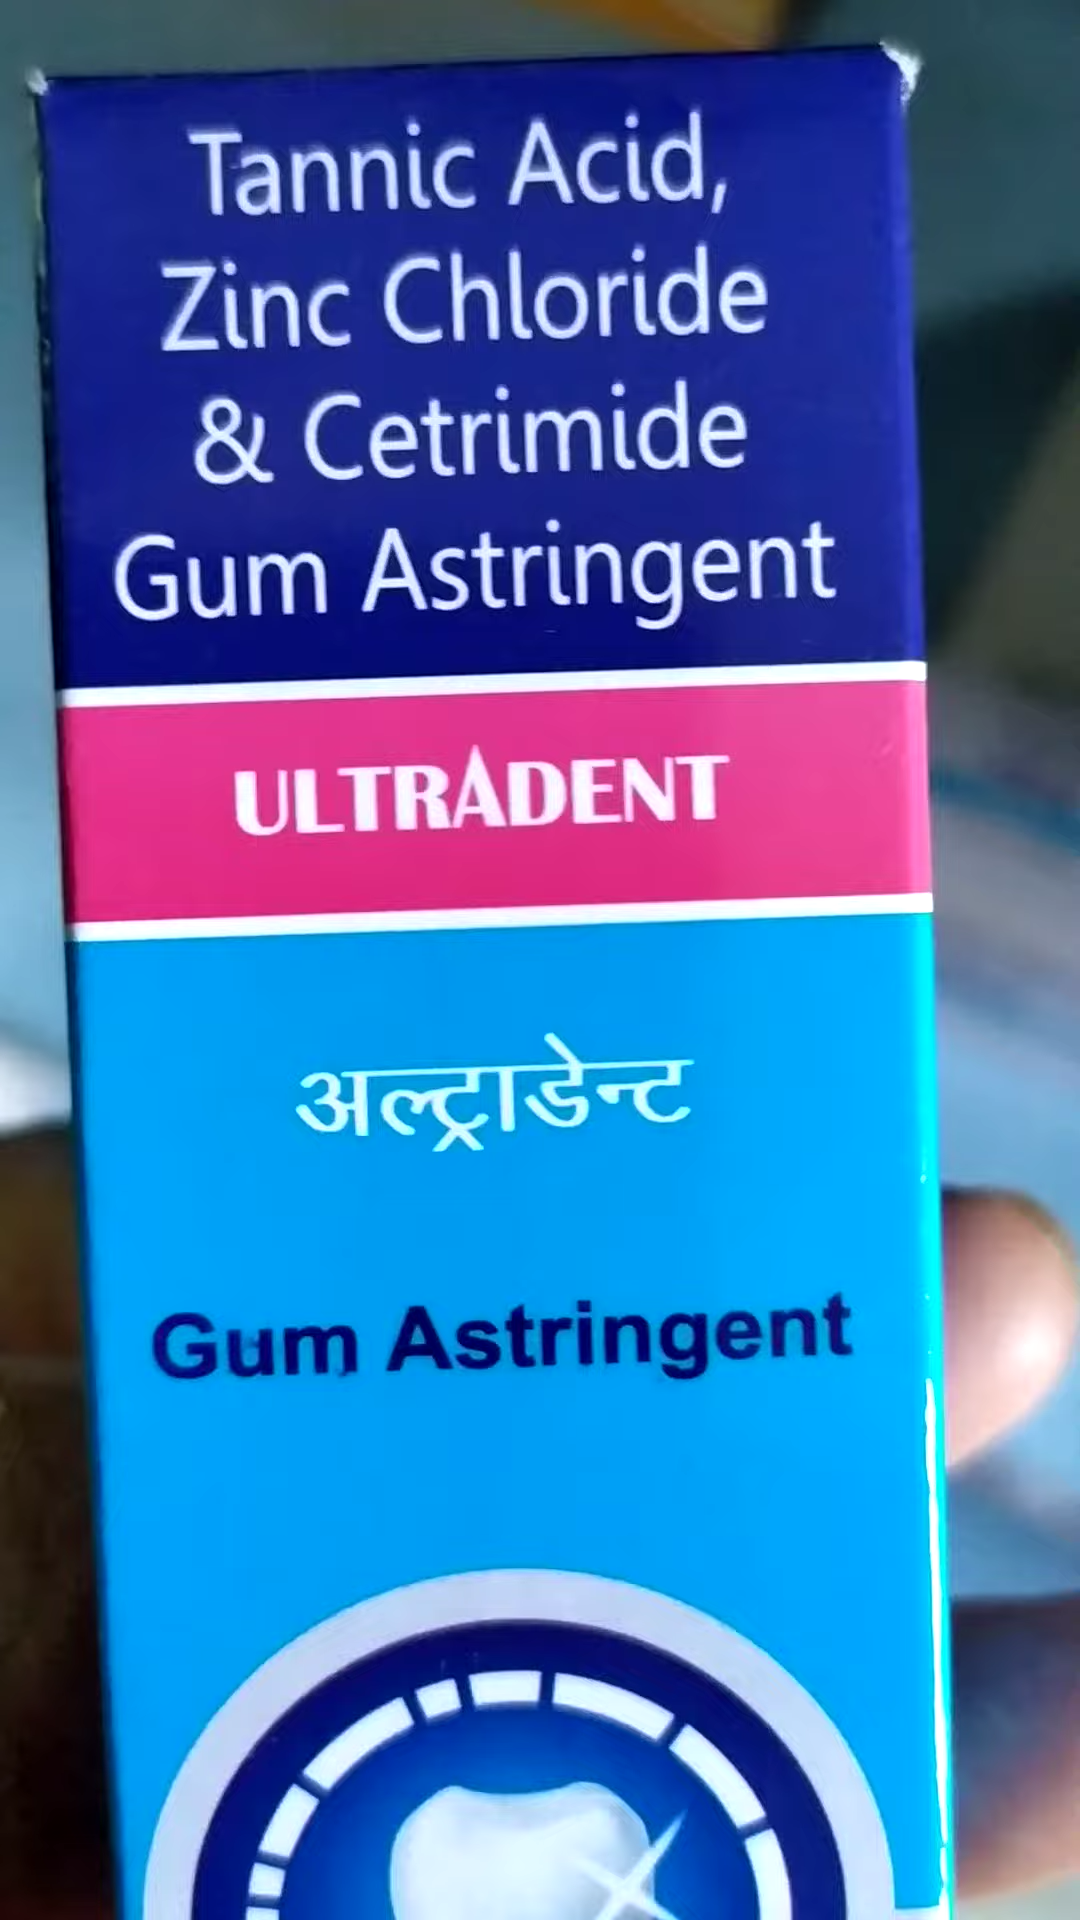 Tannic Acid,
Zinc Chloride
& Cetrimide
Gum Astringent
ULTRADENT
अल्ट्राडेन्ट
Gum Astringent